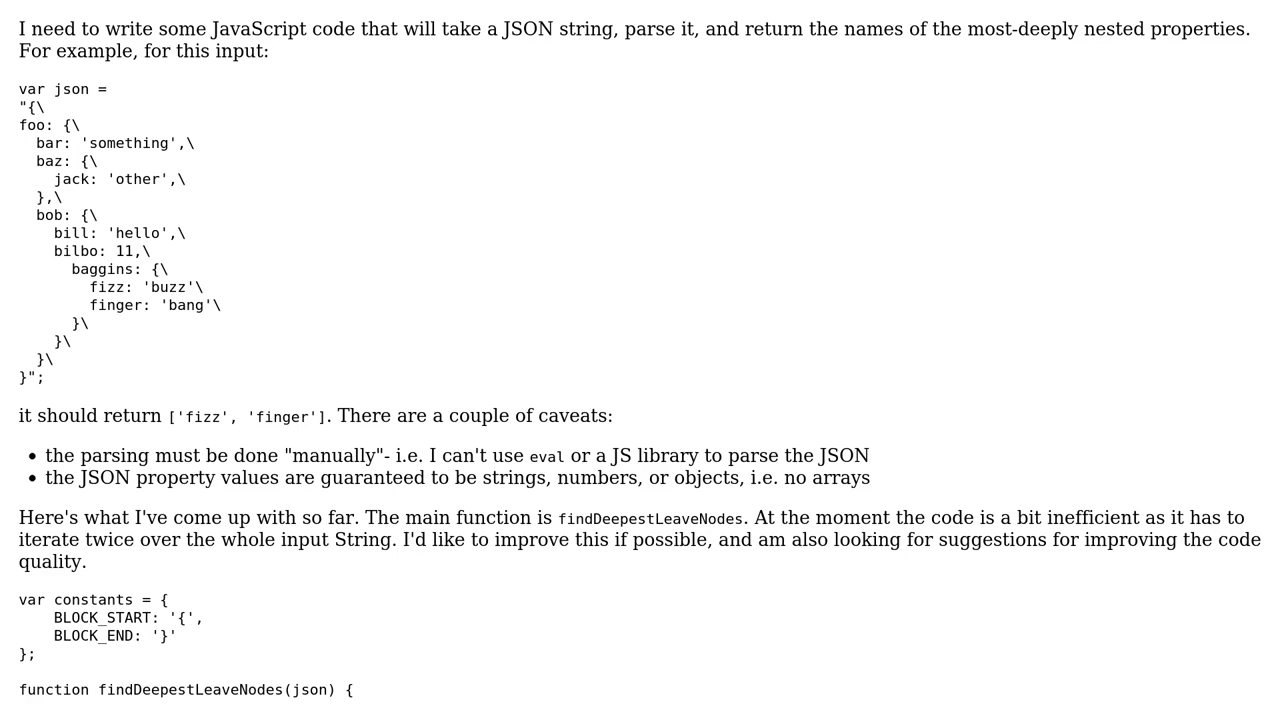 I need to write some JavaScript code that will take a JSON string, parse it, and return the names of the most-deeply nested properties.
For example, for this input:
var json =
"{\
foo: {\
  bar: 'something',\
  baz: {\
    jack: 'other',\
  },\
  bob: {\
    bill: 'hello',\
    bilbo: 11,\
      baggins: {\
        fizz: 'buzz'\
        finger: 'bang'\
      }\
    }\
  }\
}";
it should return ['fizz', 'finger']. There are a couple of caveats:
• the parsing must be done "manually"- i.e. I can't use eval or a JS library to parse the JSON
• the JSON property values are guaranteed to be strings, numbers, or objects, i.e. no arrays
Here's what I've come up with so far. The main function is findDeepestLeaveNodes. At the moment the code is a bit inefficient as it has to
iterate twice over the whole input String. I'd like to improve this if possible, and am also looking for suggestions for improving the code
quality.
var constants = {
    BLOCK_START: '{',
    BLOCK_END: '}'
};
function findDeepestLeaveNodes(json) {